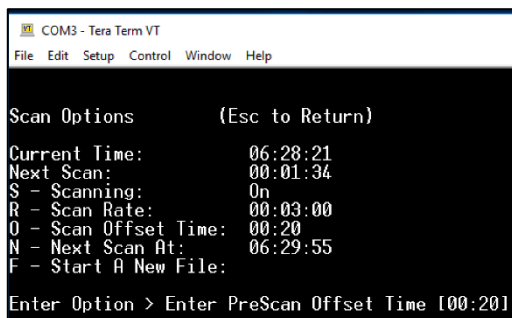 COM3 - Tera Term VT
File Edit Setup Control Window Help
Scan Options (Esc to Return)
Current Time: 06:28:21
Next Scan: 00:01:34
S - Scanning: On
R - Scan Rate: 00:03:00
O - Scan Offset Time: 00:20
N - Next Scan At: 06:29:55
F - Start A New File:
Enter Option > Enter PreScan Offset Time [00:20]